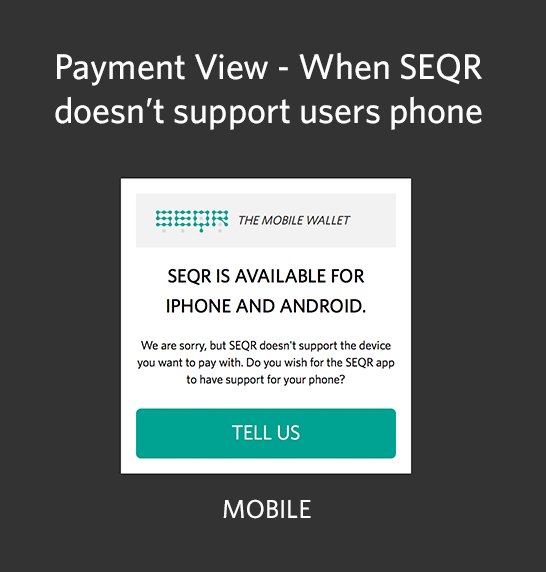 Payment View - When SEQR
doesn’t support users phone
SEQR THE MOBILE WALLET
SEQR IS AVAILABLE FOR
IPHONE AND ANDROID.
We are sorry, but SEQR doesn't support the device
you want to pay with. Do you wish for the SEQR app
to have support for your phone?
TELL US
MOBILE